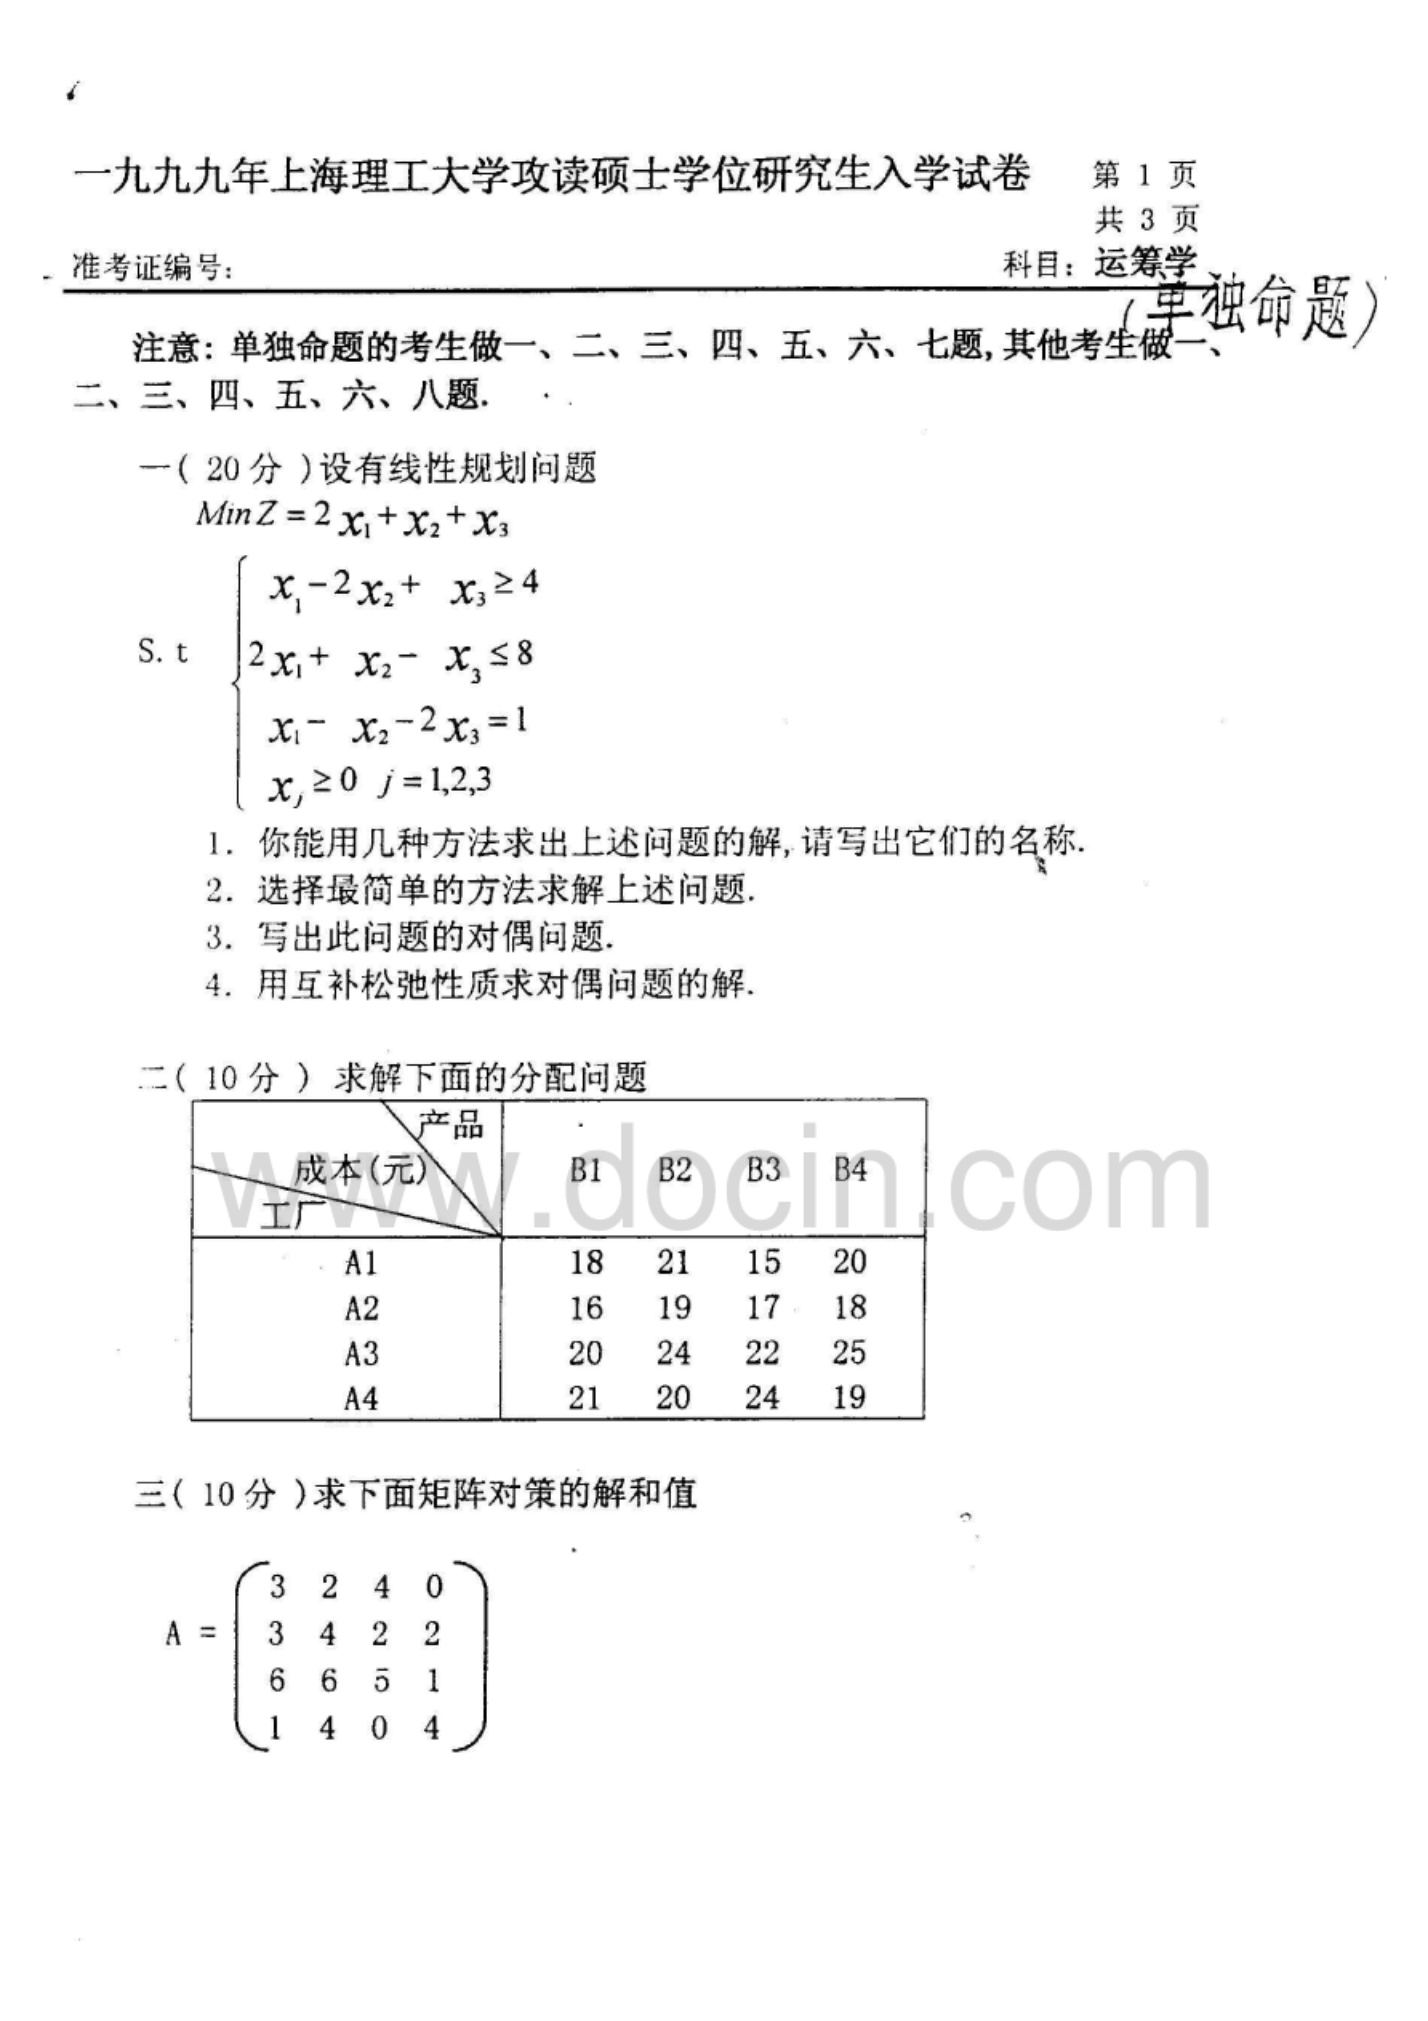 一九九九年上海理工大学攻读硕士学位研究生入学试卷 第 1 页
共 3 页
准考证编号: 科目: 运筹学
(单独命题)
注意: 单独命题的考生做一、二、三、四、五、六、七题, 其他考生做一、
二、三、四、五、六、八题.
一( 20 分 )设有线性规划问题
Min Z = 2x₁ + x₂ + x₃
x₁ - 2x₂ + x₃ ≥ 4
S. t 2x₁ + x₂ - x₃ ≤ 8
x₁ - x₂ - 2x₃ = 1
xⱼ ≥ 0 j = 1,2,3
1. 你能用几种方法求出上述问题的解, 请写出它们的名称.
2. 选择最简单的方法求解上述问题.
3. 写出此问题的对偶问题.
4. 用互补松弛性质求对偶问题的解.
二( 10 分 ) 求解下面的分配问题
产品
成本(元) B1 B2 B3 B4
工厂
A1 18 21 15 20
A2 16 19 17 18
A3 20 24 22 25
A4 21 20 24 19
www.docin.com
三( 10 分 )求下面矩阵对策的解和值
3 2 4 0
A = 3 4 2 2
6 6 5 1
1 4 0 4